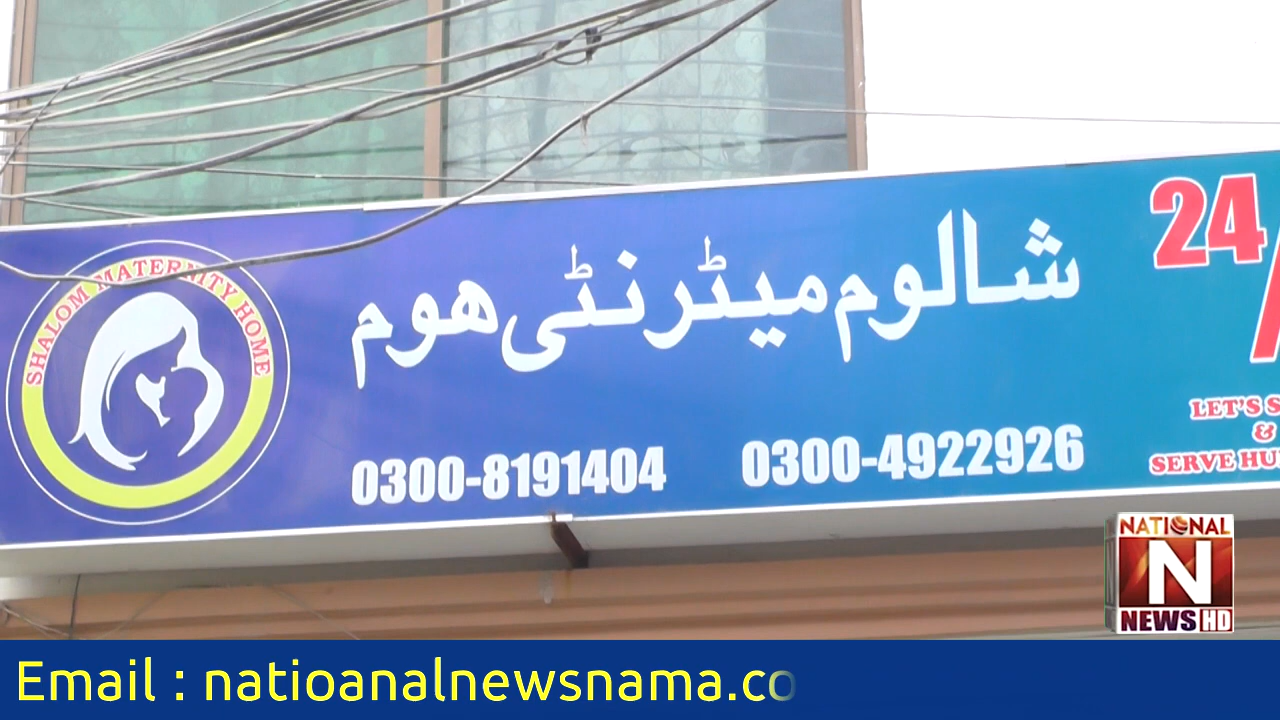 SHALOM MATERNITY HOME
شالوم میٹرنٹی ھوم
0300-8191404 0300-4922926
24/
LET'S S
&
SERVE HU
NATIONAL
N
NEWS HD
Email : natioanalnewsnama.co